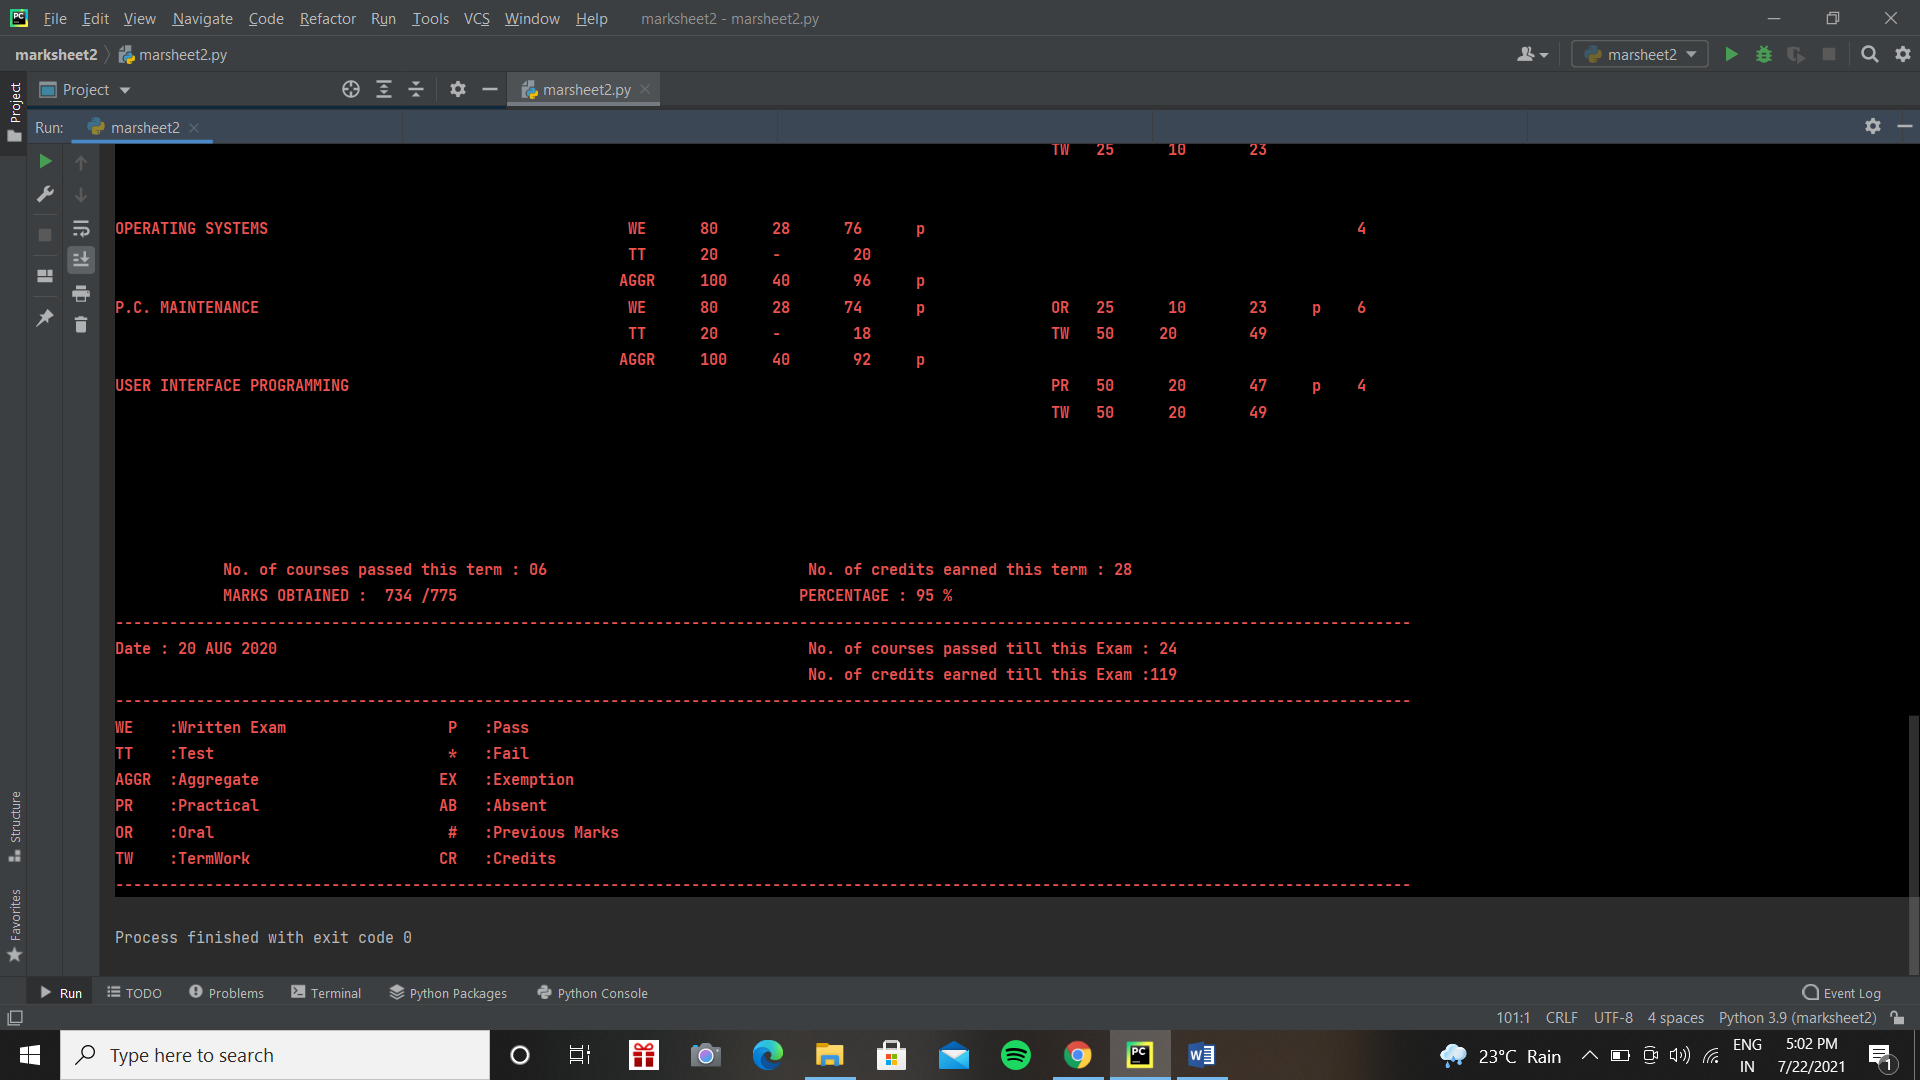 File Edit View Navigate Code Refactor Run Tools VCS Window Help marksheet2 - marsheet2.py
marksheet2 marsheet2.py marsheet2
Project Project marsheet2.py
Run: marsheet2
TW 25 10 23
OPERATING SYSTEMS WE 80 28 76 p 4
TT 20 - 20
AGGR 100 40 96 p
P.C. MAINTENANCE WE 80 28 74 p OR 25 10 23 p 6
TT 20 - 18 TW 50 20 49
AGGR 100 40 92 p
USER INTERFACE PROGRAMMING PR 50 20 47 p 4
TW 50 20 49
No. of courses passed this term : 06 No. of credits earned this term : 28
MARKS OBTAINED : 734 /775 PERCENTAGE : 95 %
Date : 20 AUG 2020 No. of courses passed till this Exam : 24
No. of credits earned till this Exam :119
WE :Written Exam P :Pass
TT :Test * :Fail
AGGR :Aggregate EX :Exemption
PR :Practical AB :Absent
OR :Oral # :Previous Marks
TW :TermWork CR :Credits
Structure
Favorites
Process finished with exit code 0
Run TODO Problems Terminal Python Packages Python Console Event Log
101:1 CRLF UTF-8 4 spaces Python 3.9 (marksheet2)
Type here to search PC 23°C Rain ENG IN 5:02 PM 7/22/2021 1